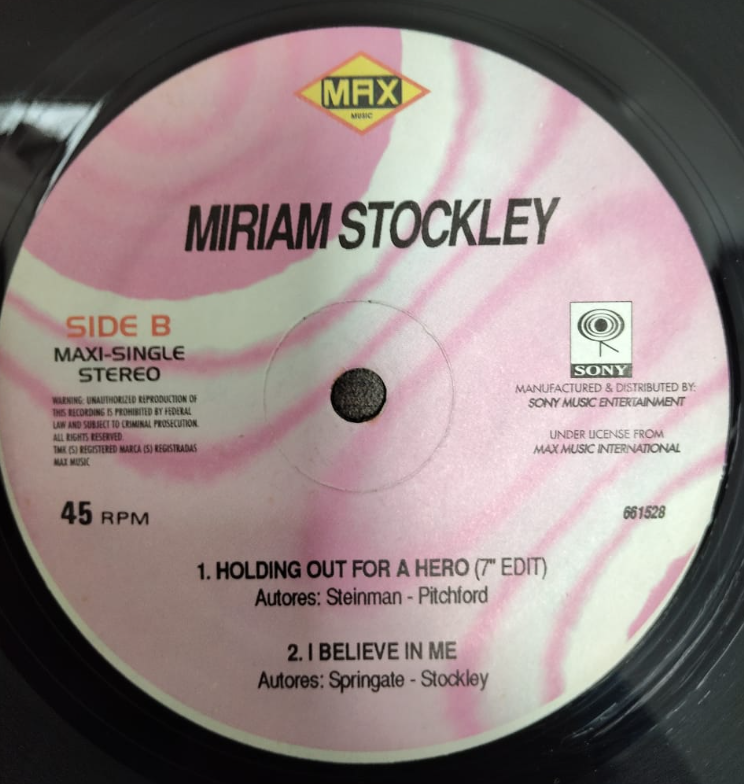 MAX
MUSIC
MIRIAM STOCKLEY
SIDE B
MAXI-SINGLE
STEREO
WARNING: UNAUTHORIZED REPRODUCTION OF
THIS RECORDING IS PROHIBITED BY FEDERAL
LAW AND SUBJECT TO CRIMINAL PROSECUTION.
ALL RIGHTS RESERVED
TMK (S) REGISTERED MARCA (S) REGISTRADAS
MAX MUSIC
45 RPM
SONY
MANUFACTURED & DISTRIBUTED BY:
SONY MUSIC ENTERTAINMENT
UNDER LICENSE FROM
MAX MUSIC INTERNATIONAL
661528
1. HOLDING OUT FOR A HERO (7" EDIT)
Autores: Steinman - Pitchford
2. I BELIEVE IN ME
Autores: Springate - Stockley